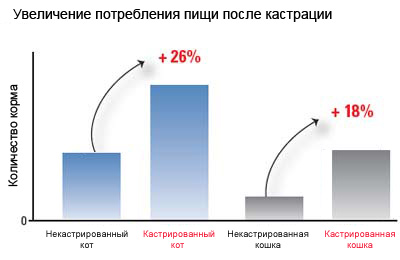 Увеличение потребления пищи после кастрации
+ 26%
+ 18%
Количество корма
0
Некастрированный
кот
Кастрированный
кот
Некастрированная
кошка
Кастрированная
кошка